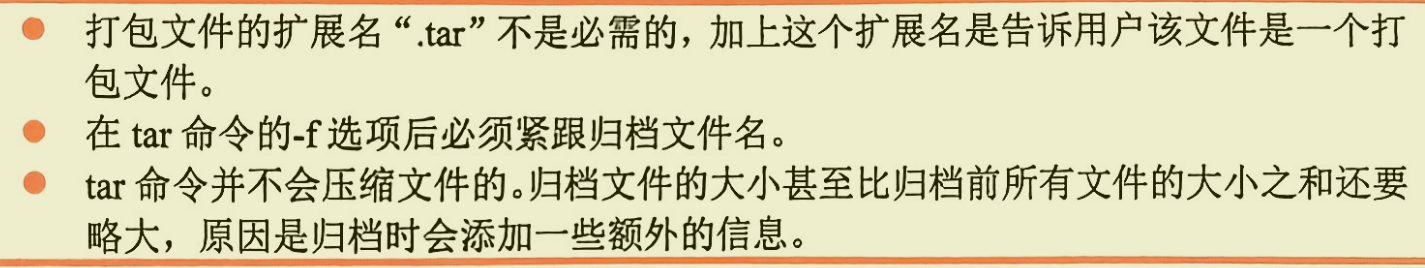 打包文件的扩展名“.tar”不是必需的，加上这个扩展名是告诉用户该文件是一个打
包文件。
在 tar 命令的-f 选项后必须紧跟归档文件名。
tar 命令并不会压缩文件的。归档文件的大小甚至比归档前所有文件的大小之和还要
略大，原因是归档时会添加一些额外的信息。